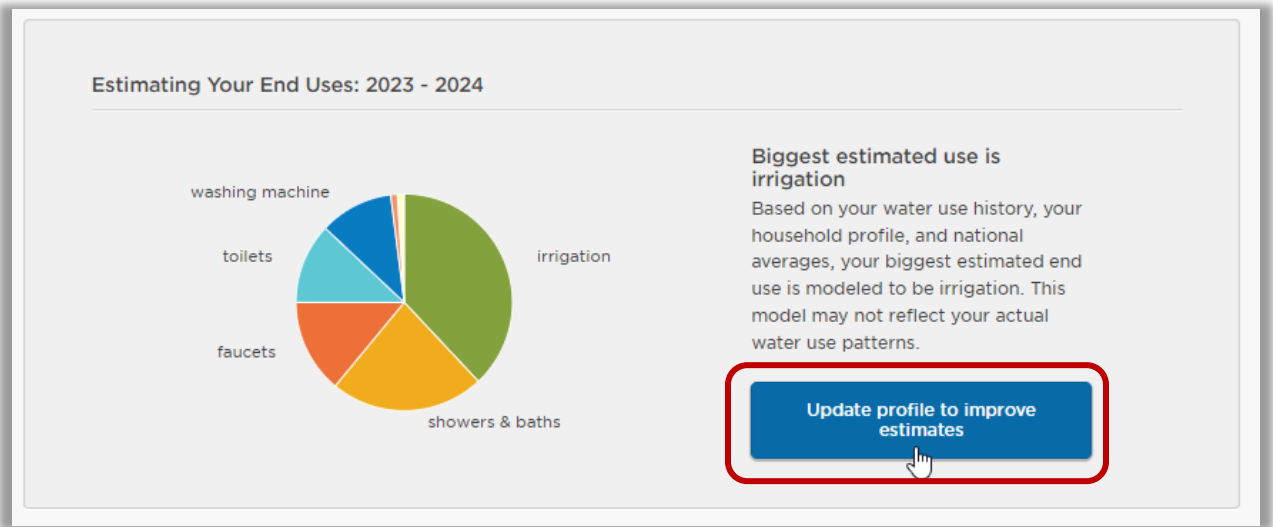 Estimating Your End Uses: 2023 - 2024
washing machine
toilets
faucets
irrigation
showers & baths
Biggest estimated use is
irrigation
Based on your water use history, your
household profile, and national
averages, your biggest estimated end
use is modeled to be irrigation. This
model may not reflect your actual
water use patterns.
Update profile to improve
estimates